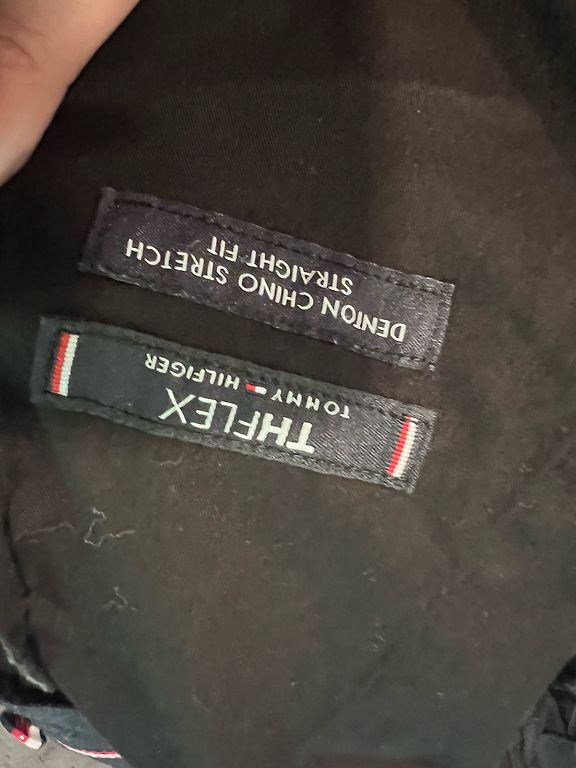 THFLEX
TOMMY HILFIGER
DENTON CHINO STRETCH
STRAIGHT FIT